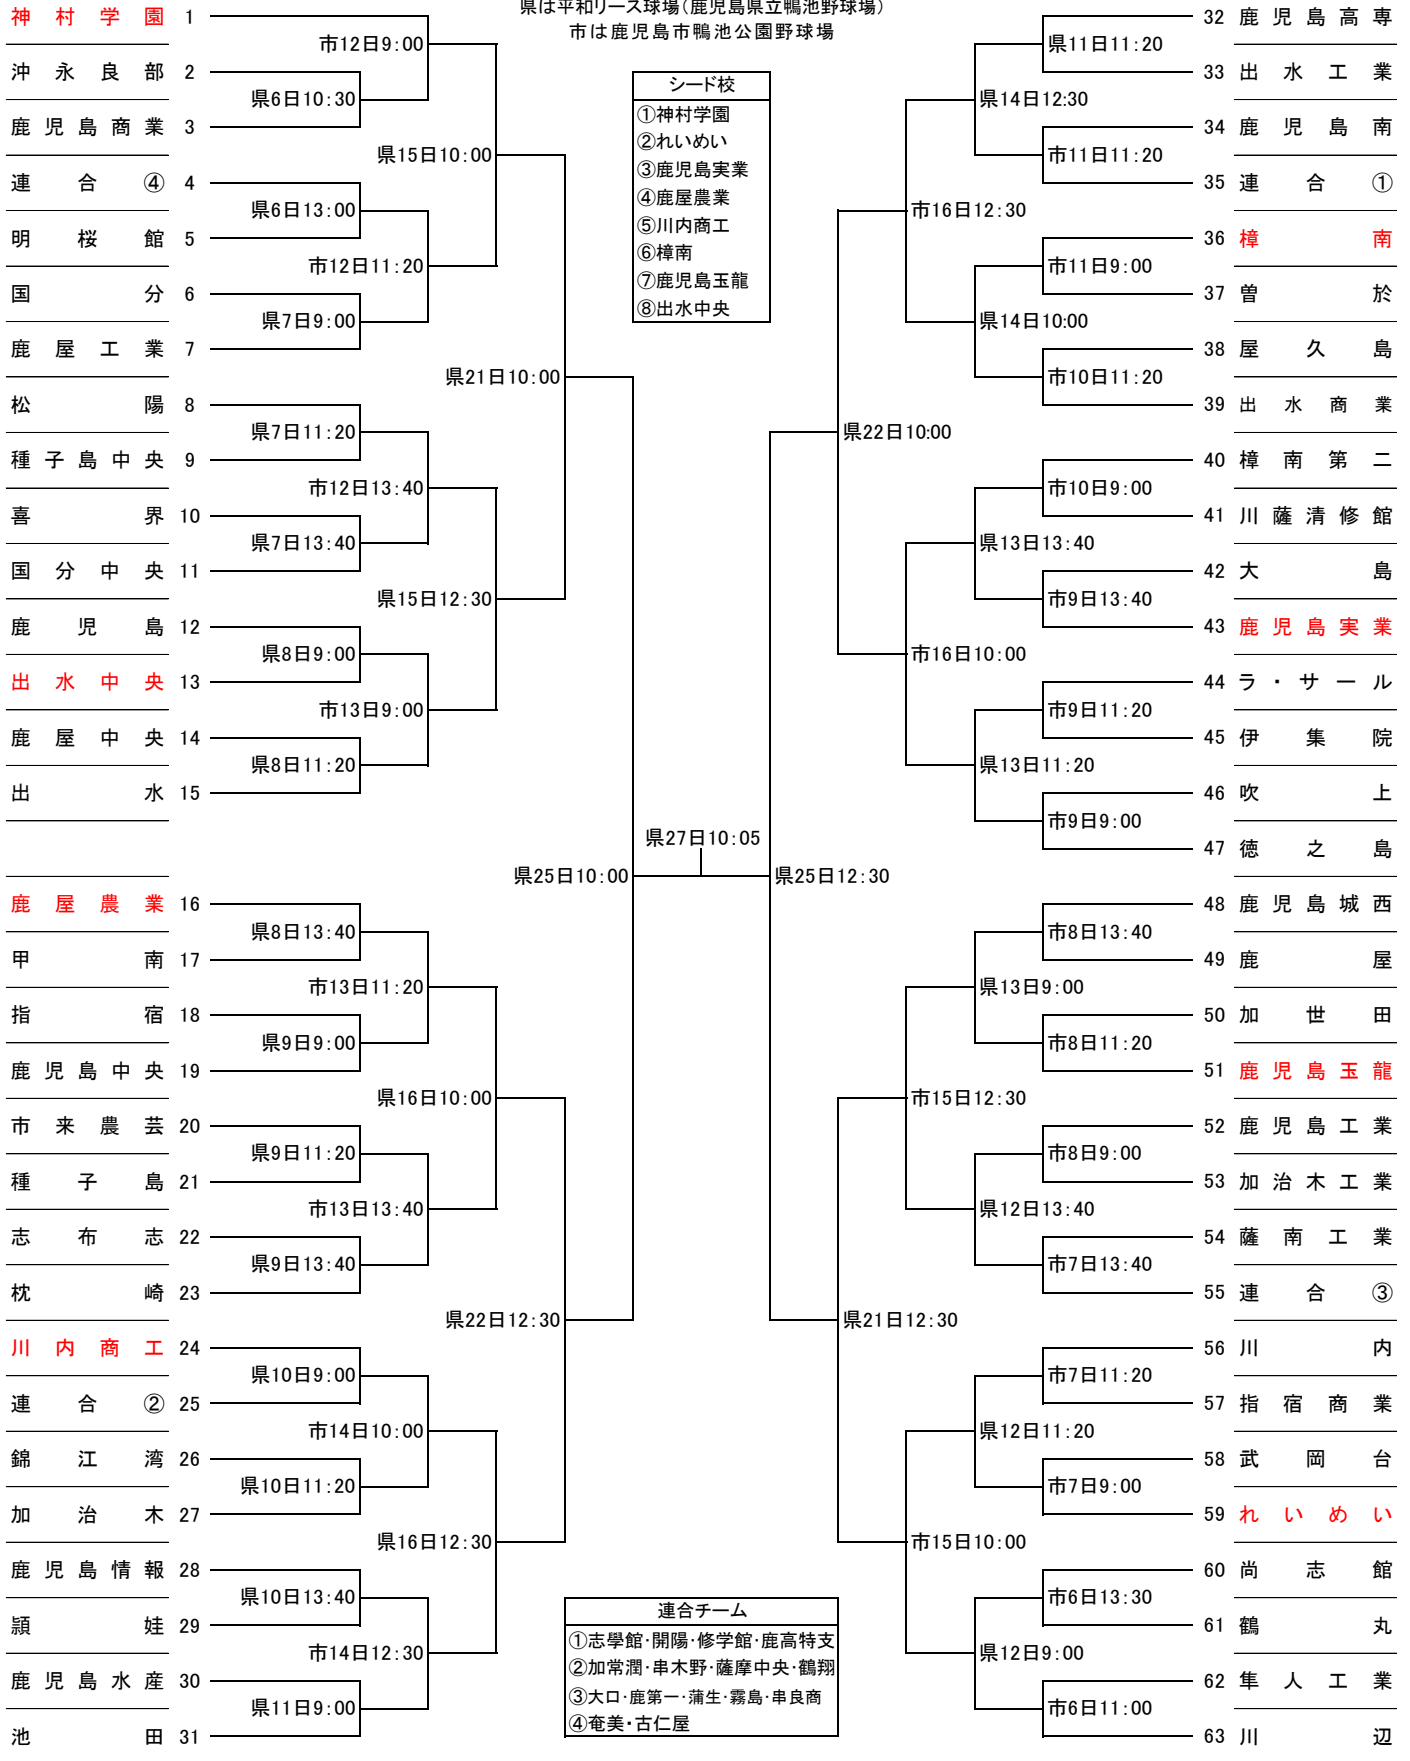 県は平和リース球場(鹿児島県立鴨池野球場)
市は鹿児島市鴨池公園野球場
神村学園 1
沖永良部 2
鹿児島商業 3
連合④ 4
明桜館 5
国分 6
鹿屋工業 7
松陽 8
種子島中央 9
喜界 10
国分中央 11
鹿児島 12
出水中央 13
鹿屋中央 14
出水 15
鹿屋農業 16
甲南 17
指宿 18
鹿児島中央 19
市来農芸 20
種子島 21
志布志 22
枕崎 23
川内商工 24
連合② 25
錦江湾 26
加治木 27
鹿児島情報 28
頴娃 29
鹿児島水産 30
池田 31
市12日9:00
県6日10:30
県15日10:00
県6日13:00
市12日11:20
県7日9:00
県21日10:00
県7日11:20
市12日13:40
県7日13:40
県15日12:30
県8日9:00
市13日9:00
県8日11:20
県25日10:00
県8日13:40
市13日11:20
県9日9:00
県16日10:00
県9日11:20
市13日13:40
県9日13:40
県22日12:30
県10日9:00
市14日10:00
県10日11:20
県16日12:30
県10日13:40
市14日12:30
県11日9:00
シード校
①神村学園
②れいめい
③鹿児島実業
④鹿屋農業
⑤川内商工
⑥樟南
⑦鹿児島玉龍
⑧出水中央
県27日10:05
連合チーム
①志學館・開陽・修学館・鹿高特支
②加常潤・串木野・薩摩中央・鶴翔
③大口・鹿第一・蒲生・霧島・串良商
④奄美・古仁屋
県11日11:20
県14日12:30
市11日11:20
市16日12:30
市11日9:00
県14日10:00
市10日11:20
県22日10:00
市10日9:00
県13日13:40
市9日13:40
市16日10:00
市9日11:20
県13日11:20
市9日9:00
県25日12:30
市8日13:40
県13日9:00
市8日11:20
市15日12:30
市8日9:00
県12日13:40
市7日13:40
県21日12:30
市7日11:20
県12日11:20
市7日9:00
市15日10:00
市6日13:30
県12日9:00
市6日11:00
32 鹿児島高専
33 出水工業
34 鹿児島南
35 連合①
36 樟南
37 曽於
38 屋久島
39 出水商業
40 樟南第二
41 川薩清修館
42 大島
43 鹿児島実業
44 ラ・サール
45 伊集院
46 吹上
47 徳之島
48 鹿児島城西
49 鹿屋
50 加世田
51 鹿児島玉龍
52 鹿児島工業
53 加治木工業
54 薩南工業
55 連合③
56 川内
57 指宿商業
58 武岡台
59 れいめい
60 尚志館
61 鶴丸
62 隼人工業
63 川辺